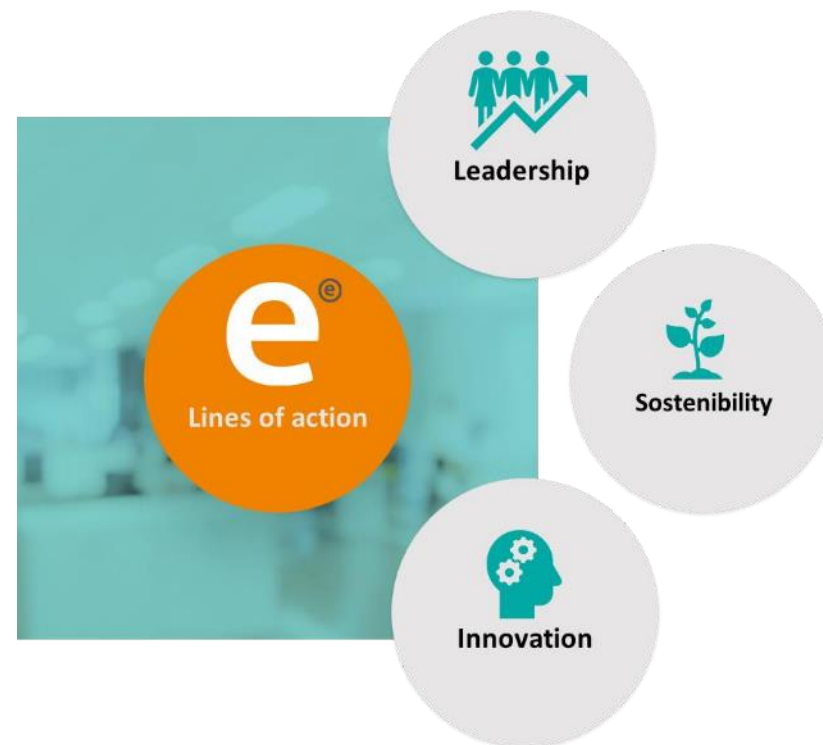 Leadership
e e
Lines of action
Sostenibility
Innovation